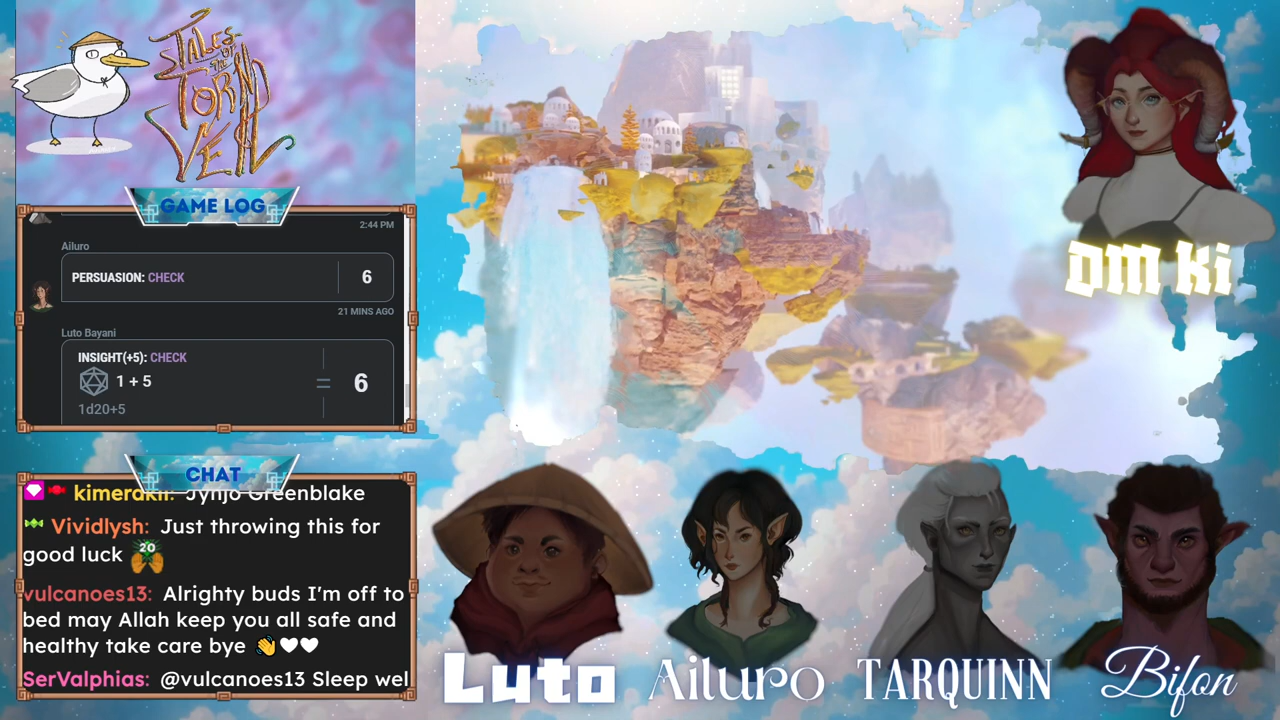 TALES
OF
THE
TORN
VEIL
GAME LOG
2:44 PM
Ailuro
PERSUASION: CHECK
6
21 MINS AGO
Luto Bayani
INSIGHT(+5): CHECK
1 + 5
=
6
1d20+5
CHAT
kimerakii: Jynjo Greenblake
Vividlysh: Just throwing this for
good luck 20
vulcanoes13: Alrighty buds I'm off to
bed may Allah keep you all safe and
healthy take care bye 👋🤍🤍
SerValphias: @vulcanoes13 Sleep wel
DM Ki
Luto
Ailuro
TARQUINN
Bifon